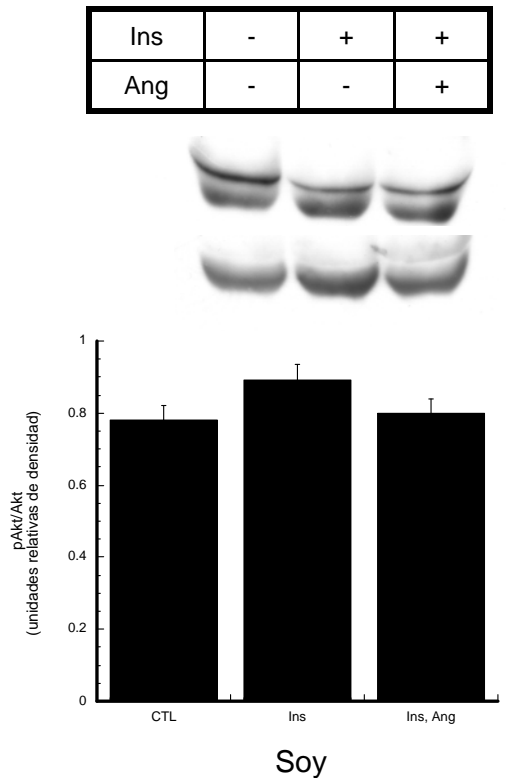 Ins - + +
Ang - - +
1
0.8
0.6
0.4
0.2
0
pAkt/Akt
(unidades relativas de densidad)
CTL Ins Ins, Ang
Soy